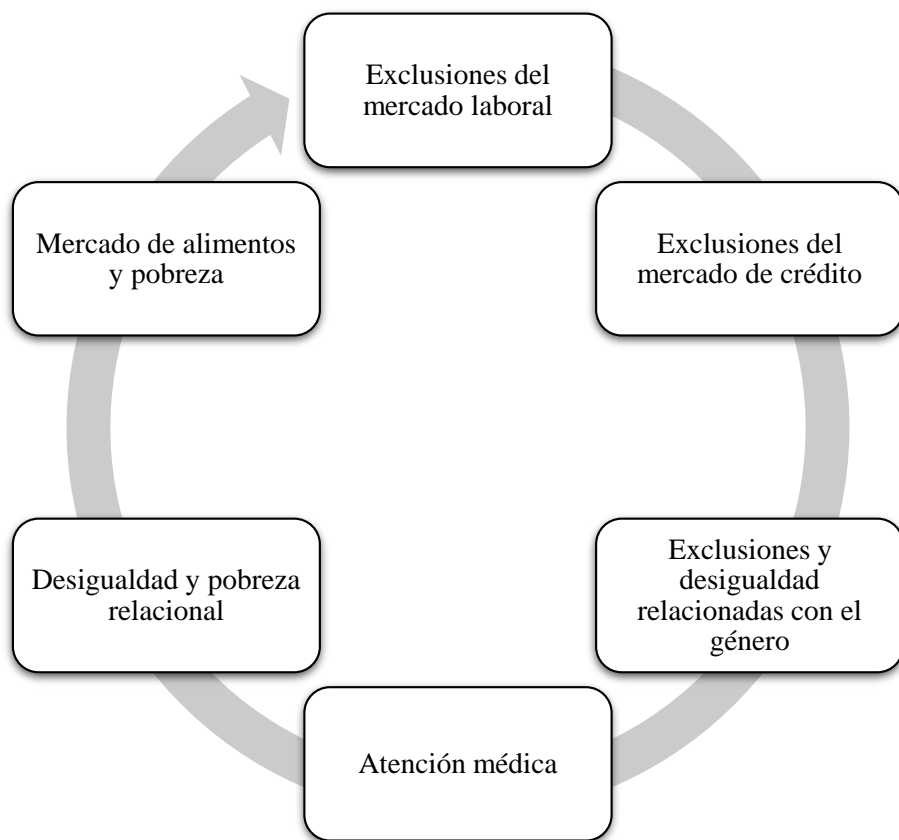 Exclusiones del
mercado laboral
Exclusiones del
mercado de crédito
Exclusiones y
desigualdad
relacionadas con el
género
Atención médica
Desigualdad y pobreza
relacional
Mercado de alimentos
y pobreza